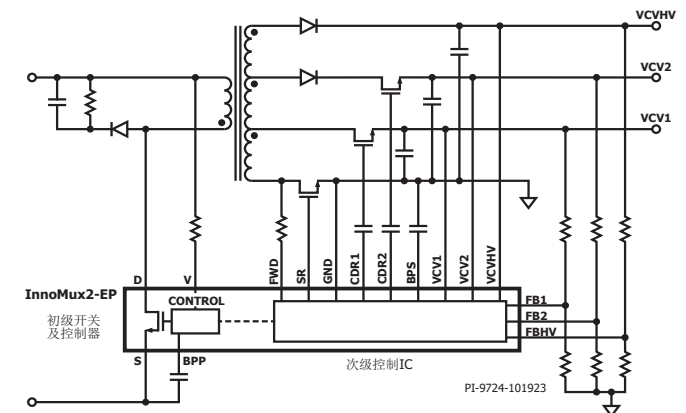 VCVHV
VCV2
VCV1
D
V
FWD
SR
GND
CDR1
CDR2
BPS
VCV1
VCV2
VCVHV
InnoMux2-EP
CONTROL
FB1
初级开关
FB2
及控制器
FBHV
S
BPP
次级控制IC
PI-9724-101923